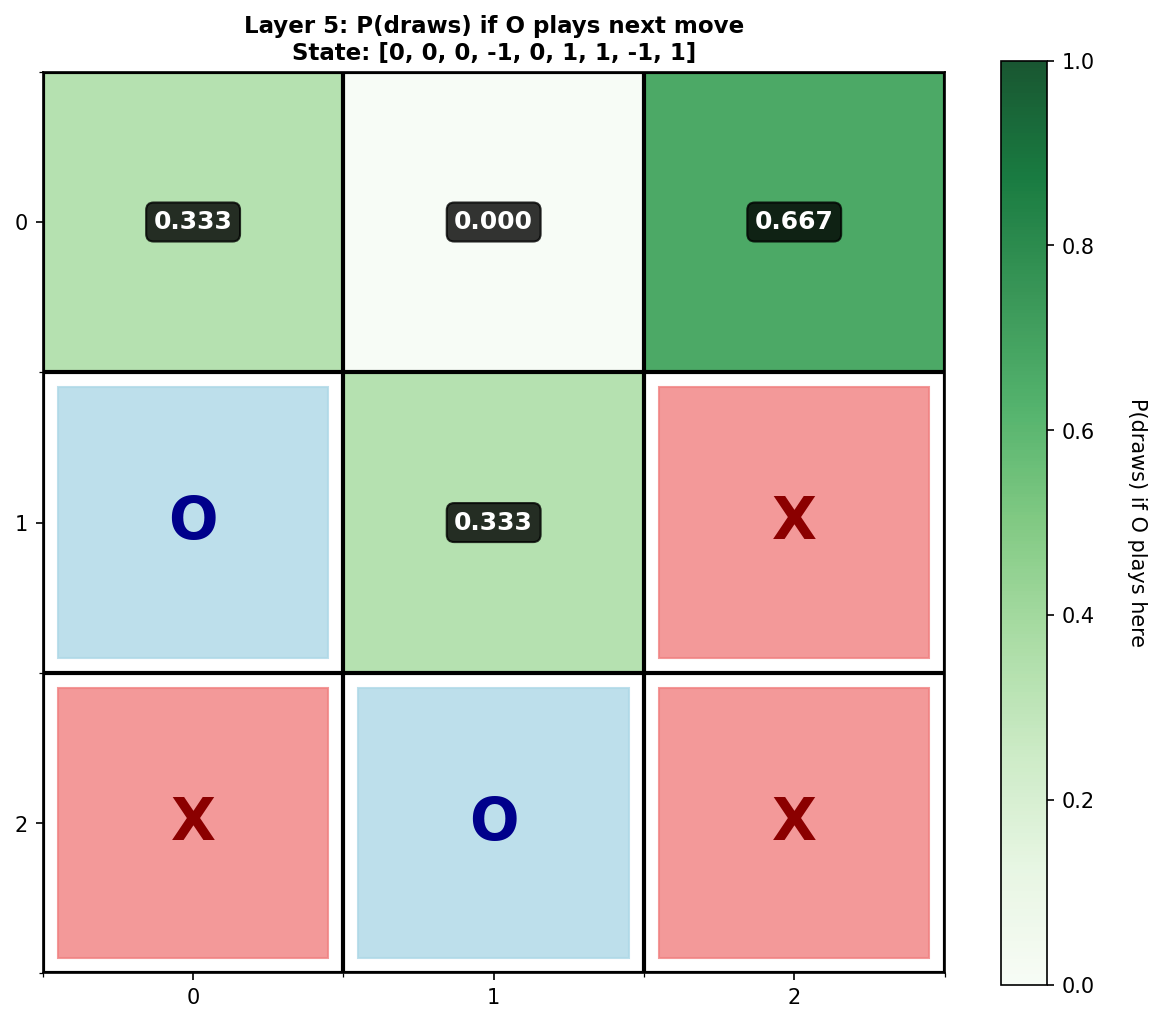 Layer 5: P(draws) if O plays next move
State: [0, 0, 0, -1, 0, 1, 1, -1, 1]
1.0
0.8
0.6
0.4
0.2
0.0
P(draws) if O plays here
0
0.333
0.000
0.667
1
O
0.333
X
2
X
O
X
0
1
2